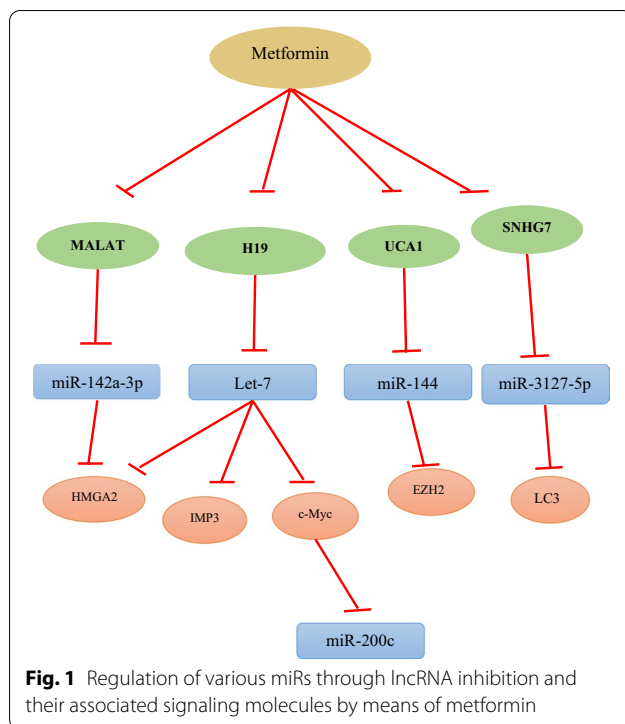 Metformin
MALAT
H19
UCA1
SNHG7
miR-142a-3p
Let-7
miR-144
miR-3127-5p
HMGA2
IMP3
c-Myc
EZH2
LC3
miR-200c
Fig. 1 Regulation of various miRs through lncRNA inhibition and
their associated signaling molecules by means of metformin